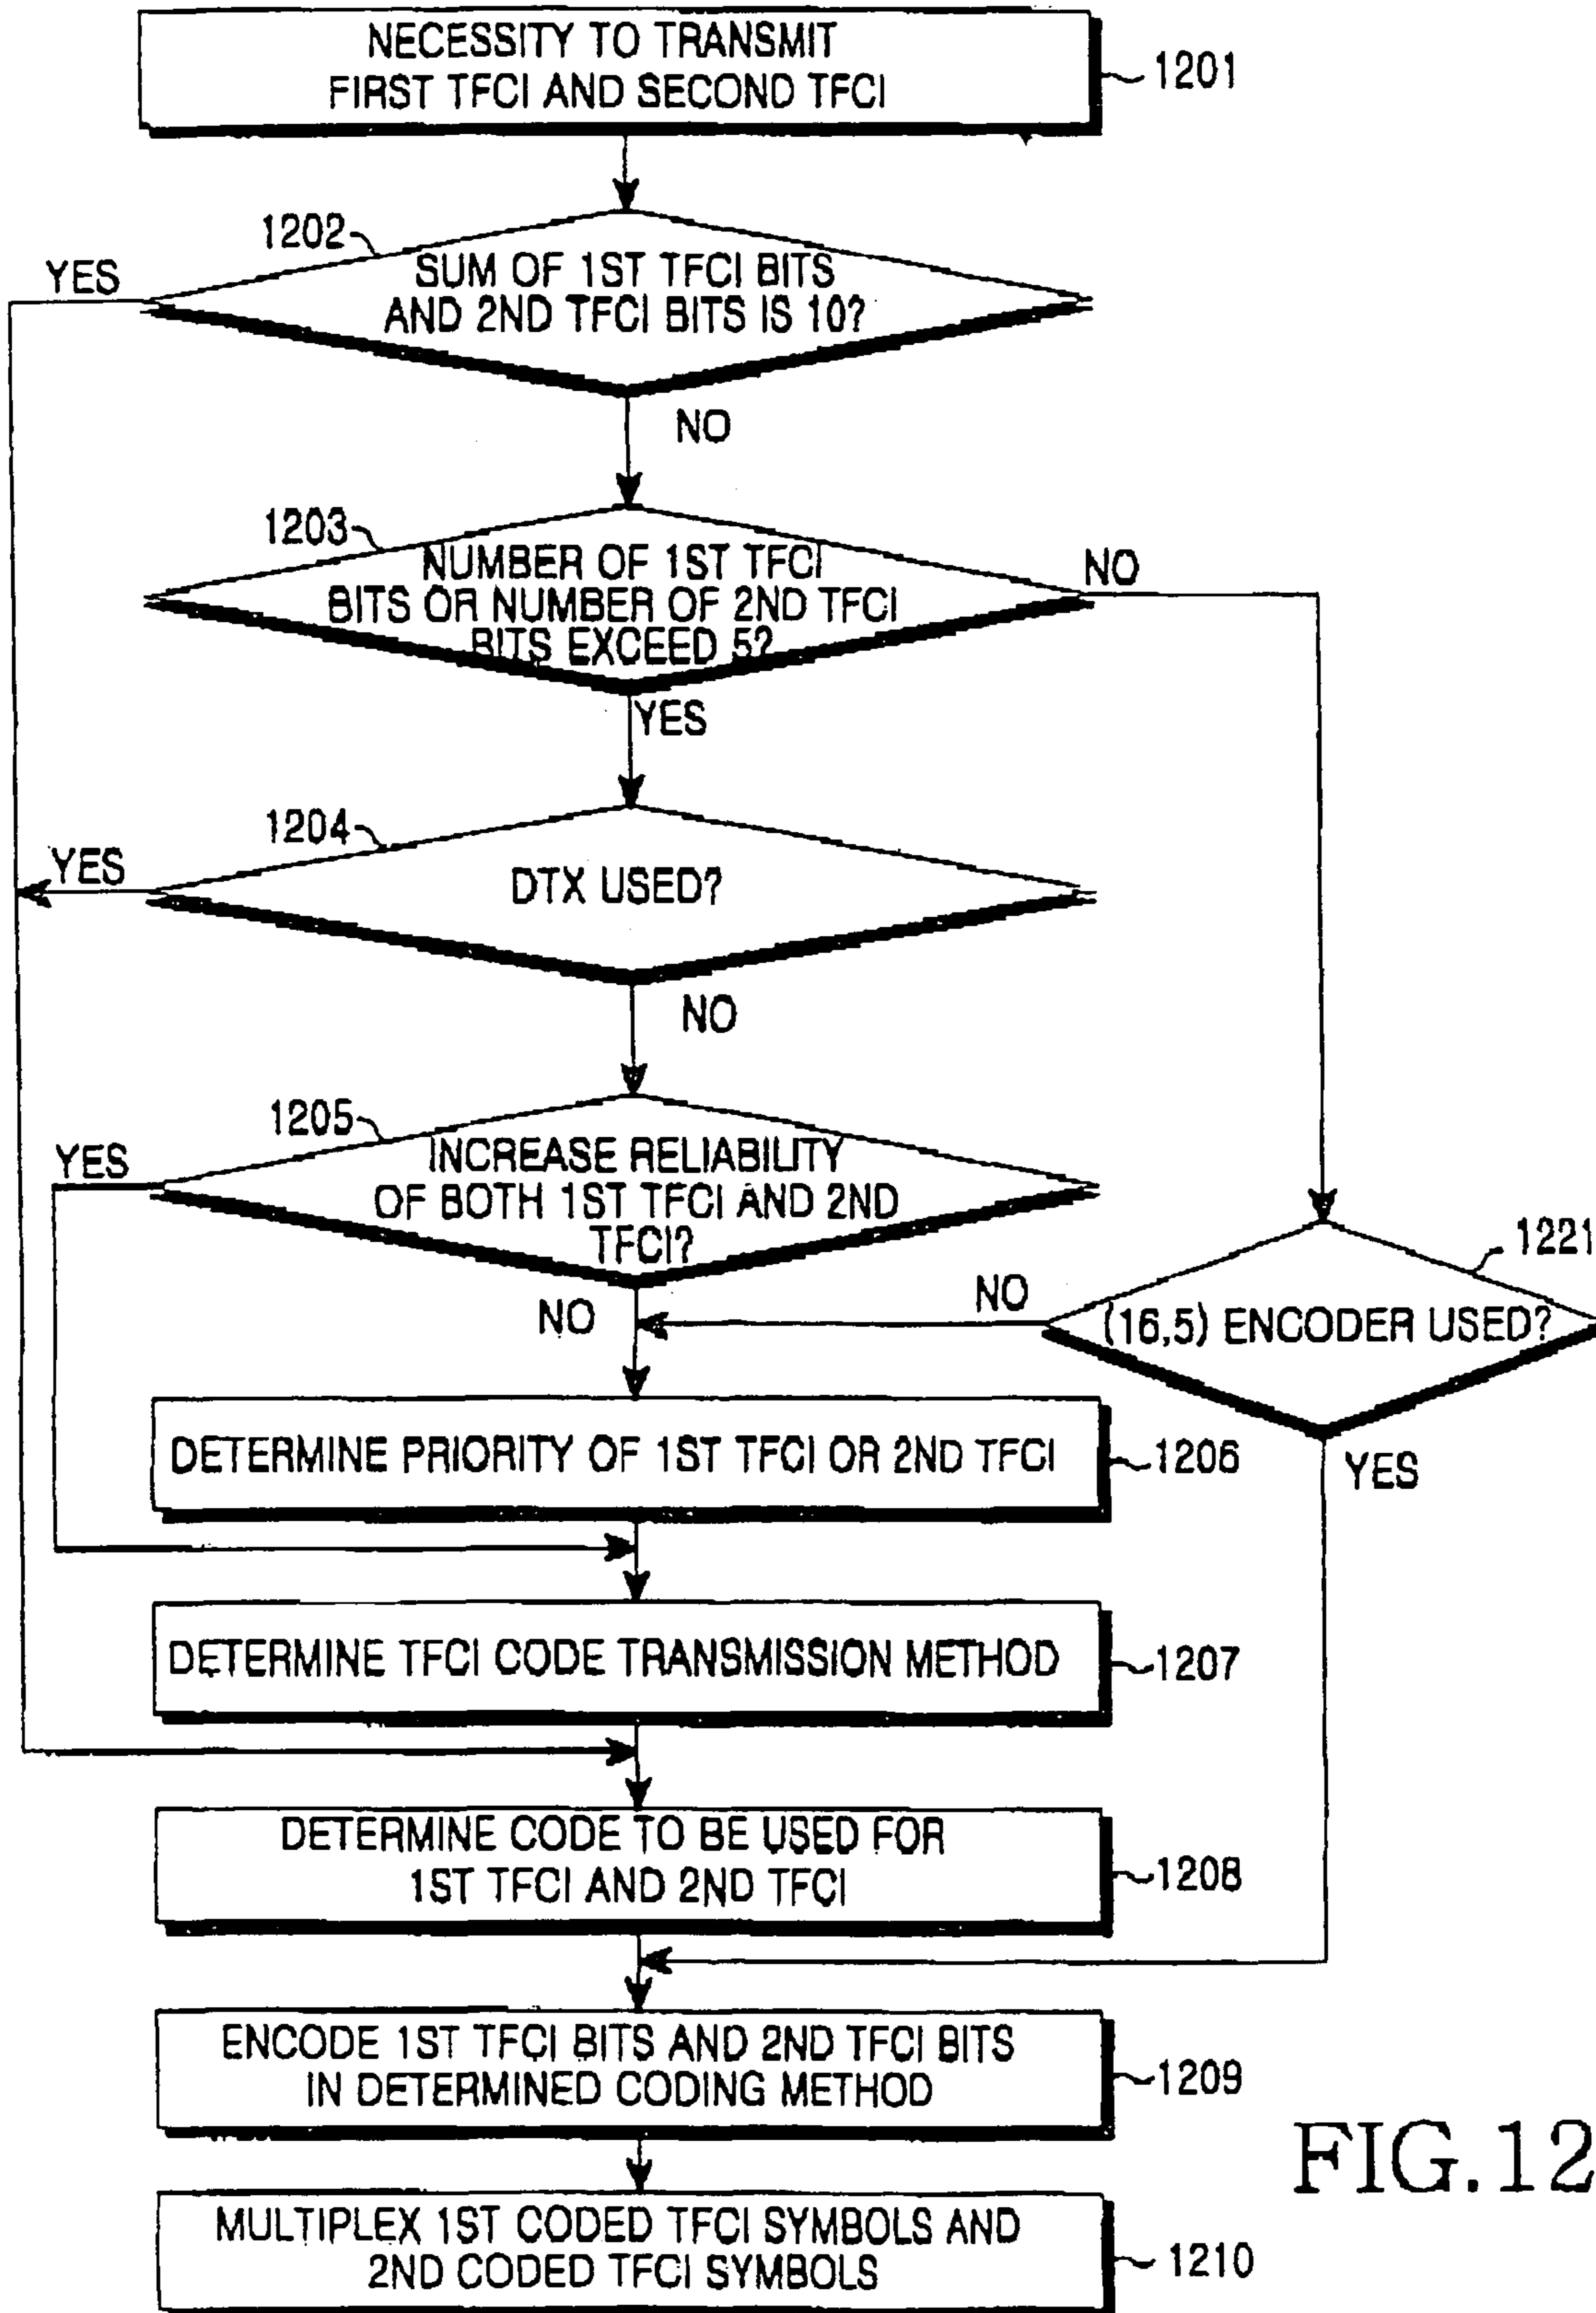 NECESSITY TO TRANSMIT
FIRST TFCI AND SECOND TFCI
1201
1202
YES
SUM OF 1ST TFCI BITS
AND 2ND TFCI BITS IS 10?
NO
1203
NUMBER OF 1ST TFCI
BITS OR NUMBER OF 2ND TFCI
BITS EXCEED 5?
NO
YES
1204
YES
DTX USED?
NO
1205
YES
INCREASE RELIABILITY
OF BOTH 1ST TFCI AND 2ND
TFCI?
1221
NO
NO
(16,5) ENCODER USED?
DETERMINE PRIORITY OF 1ST TFCI OR 2ND TFCI
1206
YES
DETERMINE TFCI CODE TRANSMISSION METHOD
1207
DETERMINE CODE TO BE USED FOR
1ST TFCI AND 2ND TFCI
1208
ENCODE 1ST TFCI BITS AND 2ND TFCI BITS
IN DETERMINED CODING METHOD
1209
FIG.12
MULTIPLEX 1ST CODED TFCI SYMBOLS AND
2ND CODED TFCI SYMBOLS
1210